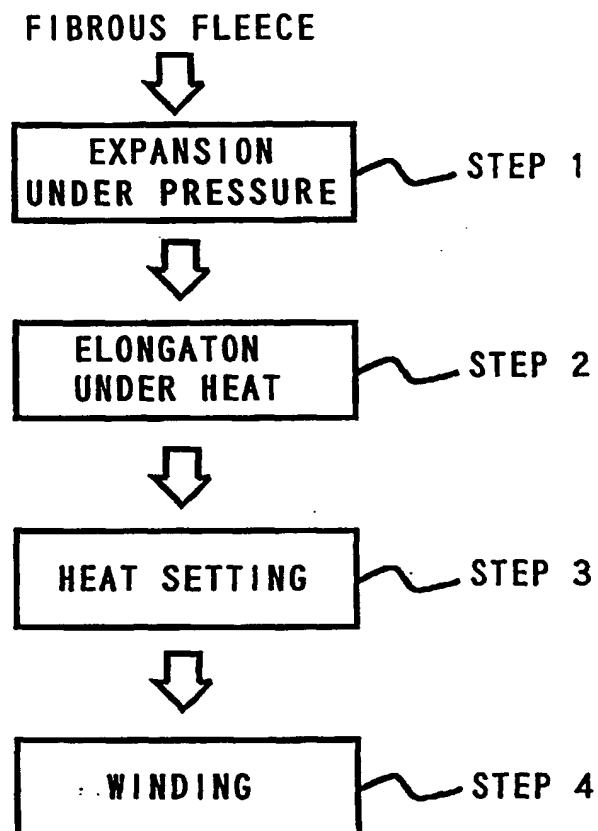 FIBROUS FLEECE
EXPANSION
UNDER PRESSURE
STEP 1
ELONGATON
UNDER HEAT
STEP 2
HEAT SETTING
STEP 3
WINDING
STEP 4